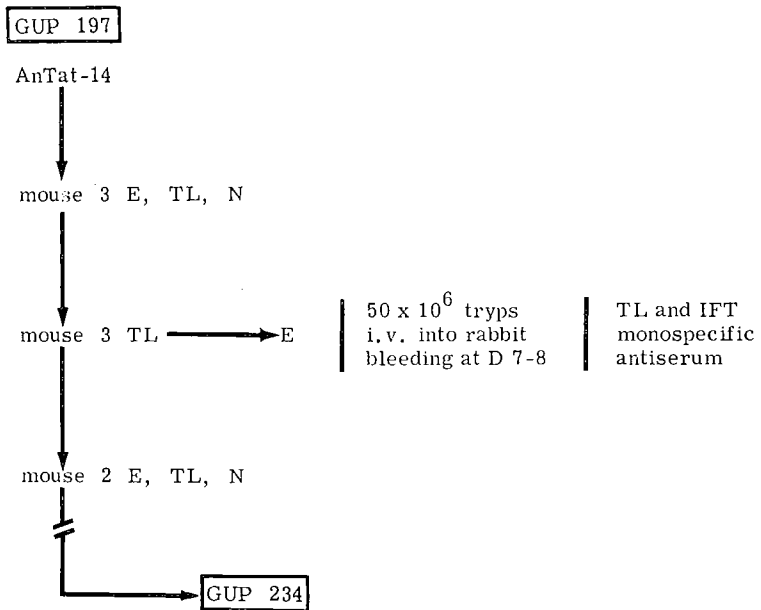 GUP 197
AnTat-14
mouse 3 E, TL, N
mouse 3 TL E
50 x 10^6 tryps
i.v. into rabbit
bleeding at D 7-8
TL and IFT
monospecific
antiserum
mouse 2 E, TL, N
GUP 234